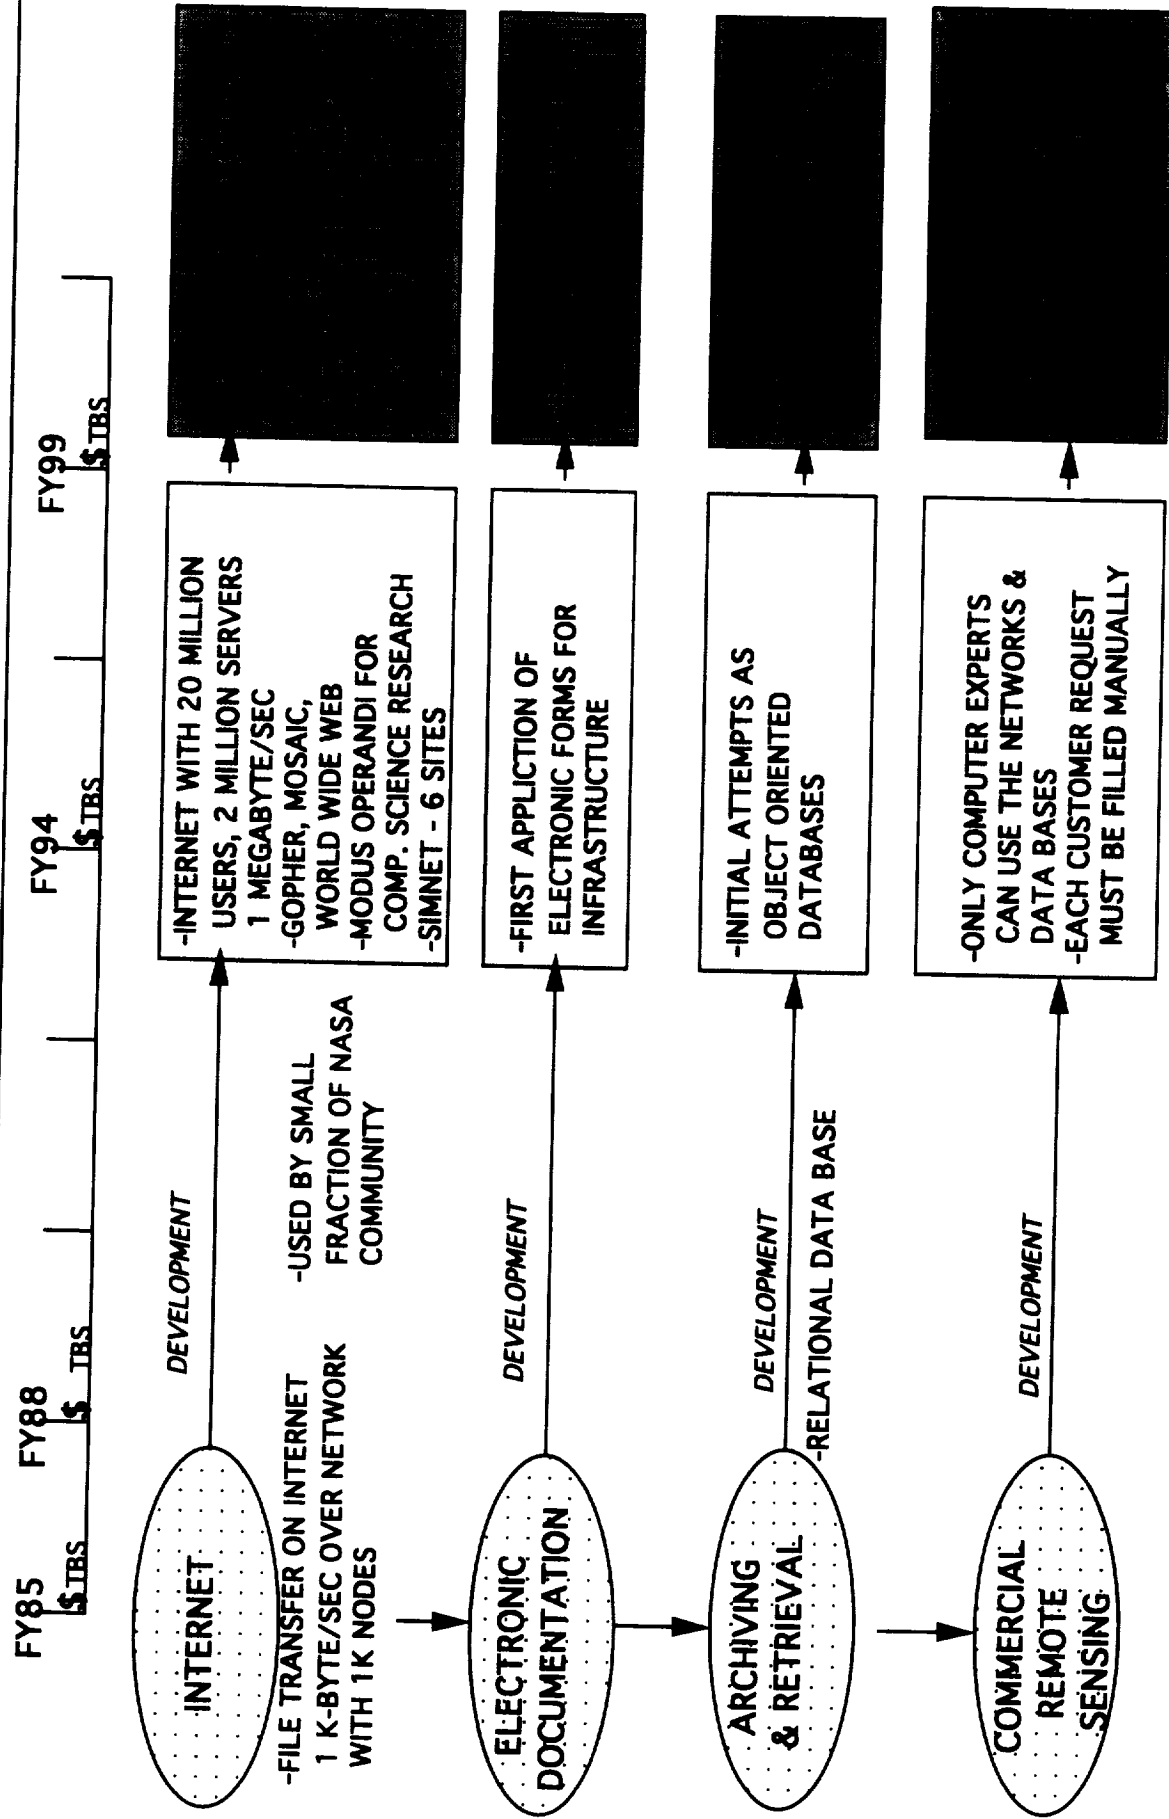 FY85 FY88 FY94 FY99
$ TBS $ TBS $ TBS $ TBS
INTERNET
-FILE TRANSFER ON INTERNET
1 K-BYTE/SEC OVER NETWORK
WITH 1K NODES
DEVELOPMENT
-USED BY SMALL
FRACTION OF NASA
COMMUNITY
-INTERNET WITH 20 MILLION
USERS, 2 MILLION SERVERS
1 MEGABYTE/SEC
-GOPHER, MOSAIC,
WORLD WIDE WEB
-MODUS OPERANDI FOR
COMP. SCIENCE RESEARCH
-SIMNET - 6 SITES
ELECTRONIC
DOCUMENTATION
DEVELOPMENT
-FIRST APPLICTION OF
ELECTRONIC FORMS FOR
INFRASTRUCTURE
ARCHIVING
& RETRIEVAL
DEVELOPMENT
-RELATIONAL DATA BASE
-INITIAL ATTEMPTS AS
OBJECT ORIENTED
DATABASES
COMMERCIAL
REMOTE
SENSING
DEVELOPMENT
-ONLY COMPUTER EXPERTS
CAN USE THE NETWORKS &
DATA BASES
-EACH CUSTOMER REQUEST
MUST BE FILLED MANUALLY